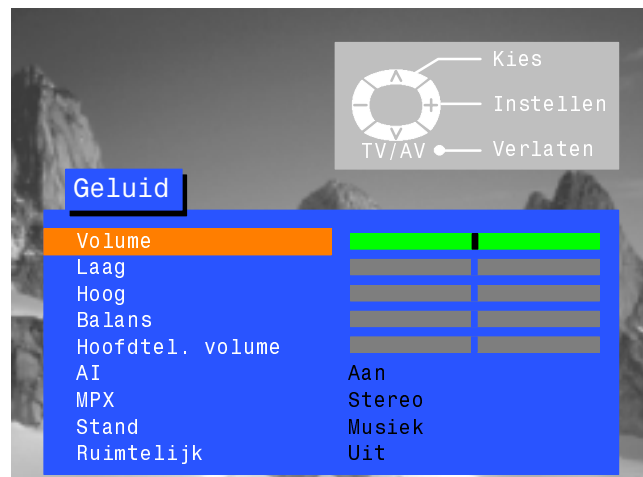 Kies
Instellen
TV/AV Verlaten
Geluid
Volume
Laag
Hoog
Balans
Hoofdtel. volume
AI Aan
MPX Stereo
Stand Musiek
Ruimtelijk Uit